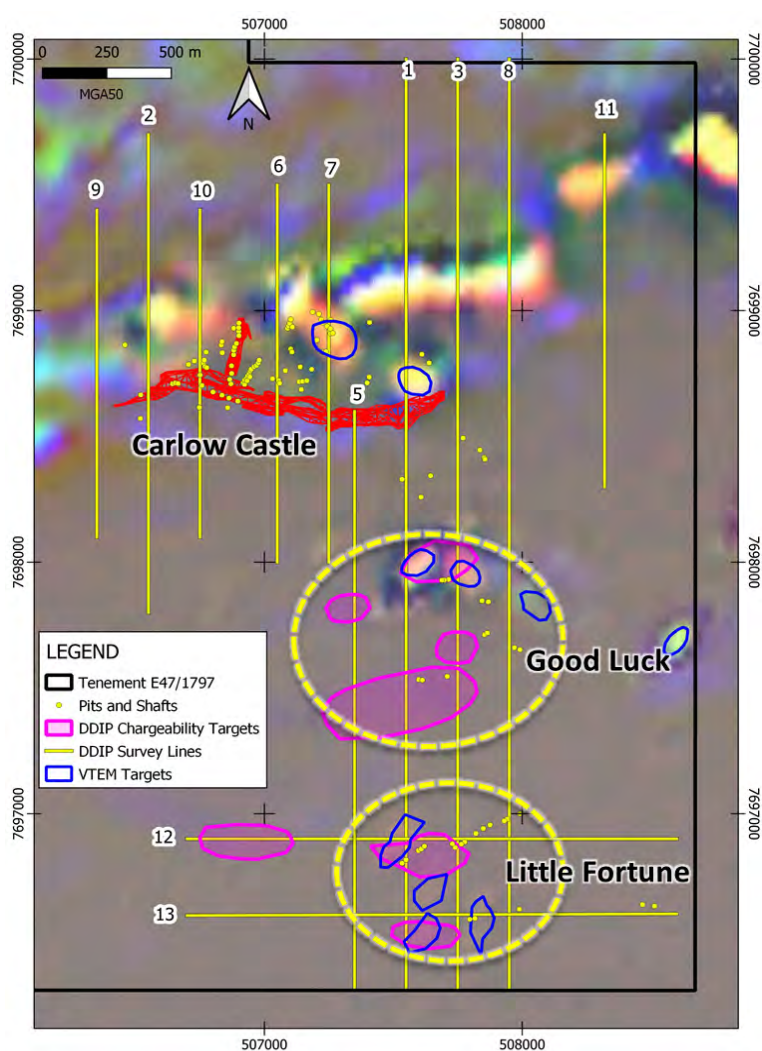 507000 508000
7700000
7700000
0 250 500 m
MGA50
N
1 3 8
2
11
6 7
9 10
7699000
7699000
5
Carlow Castle
7698000
7698000
Good Luck
LEGEND
Tenement E47/1797
Pits and Shafts
DDIP Chargeability Targets
DDIP Survey Lines
VTEM Targets
7697000
7697000
12
Little Fortune
13
507000 508000